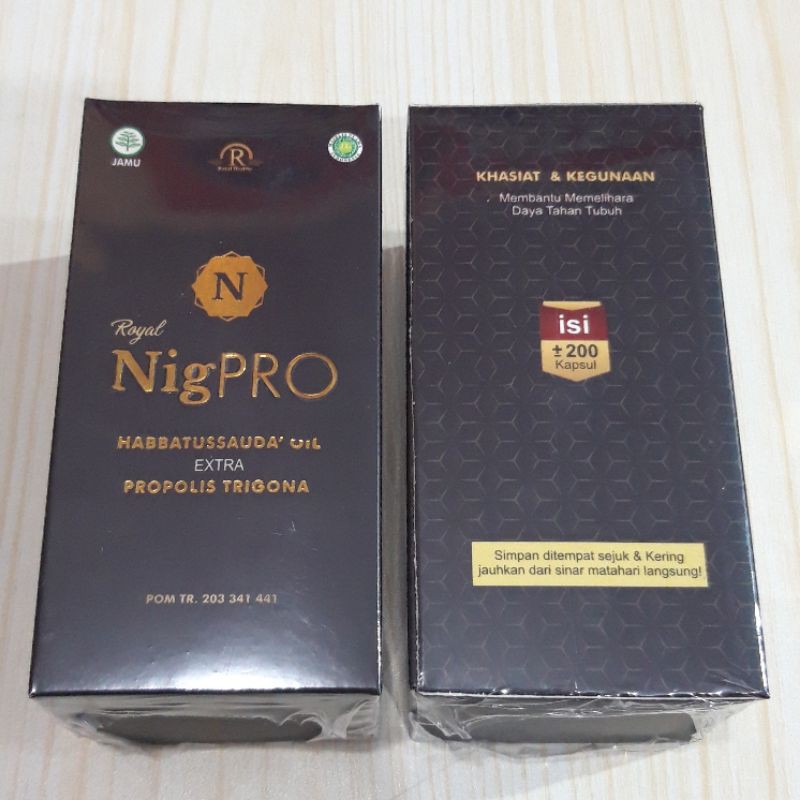 JAMU
R
N
Royal
NigPRO
HABBATUSSAUDA' OIL
EXTRA
PROPOLIS TRIGONA
POM TR. 203 341 441
KHASIAT & KEGUNAAN
Membantu Memelihara
Daya Tahan Tubuh
isi
± 200
Kapsul
Simpan ditempat sejuk & Kering
jauhkan dari sinar matahari langsung!